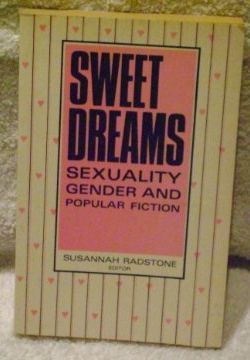 SWEET
DREAMS
SEXUALITY
GENDER AND
POPULAR FICTION
SUSANNAH RADSTONE
EDITOR